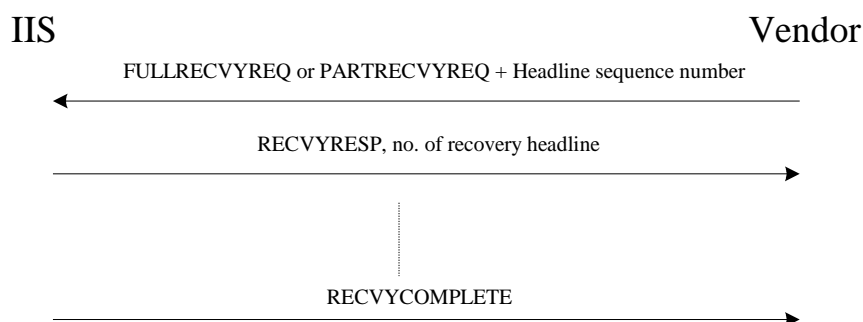 IIS
Vendor
FULLRECVYREQ or PARTRECVYREQ + Headline sequence number
RECVYRESP, no. of recovery headline
RECVYCOMPLETE